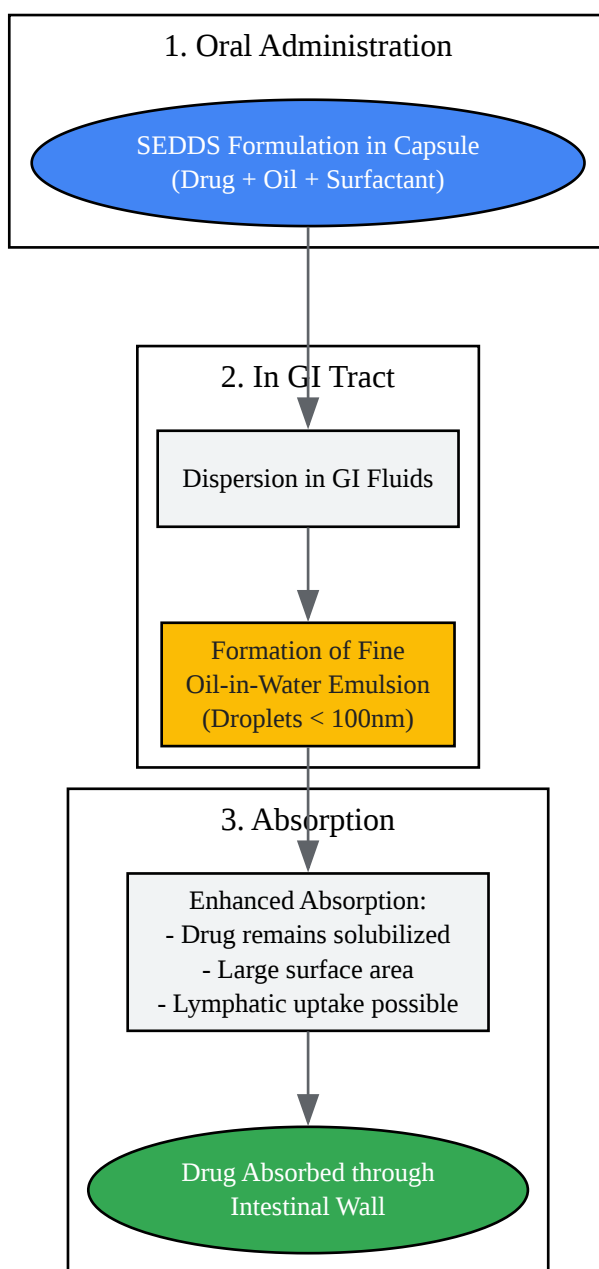 1. Oral Administration
SEDDS Formulation in Capsule
(Drug + Oil + Surfactant)
2. In GI Tract
Dispersion in GI Fluids
Formation of Fine
Oil-in-Water Emulsion
(Droplets < 100nm)
3. Absorption
Enhanced Absorption:
- Drug remains solubilized
- Large surface area
- Lymphatic uptake possible
Drug Absorbed through
Intestinal Wall